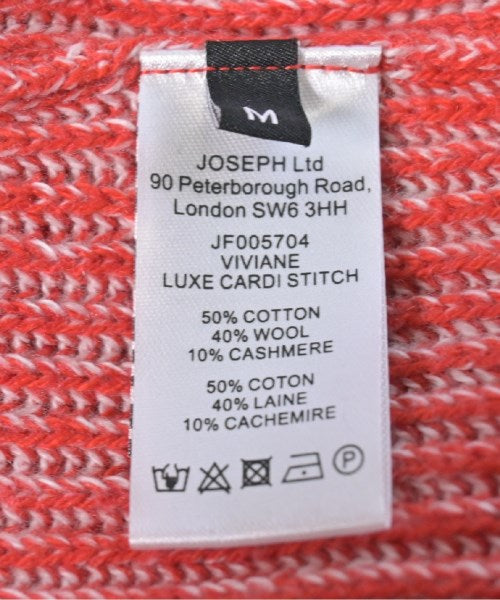 M
JOSEPH Ltd
90 Peterborough Road,
London SW6 3HH
JF005704
VIVIANE
LUXE CARDI STITCH
50% COTTON
40% WOOL
10% CASHMERE
50% COTON
40% LAINE
10% CACHEMIRE
P